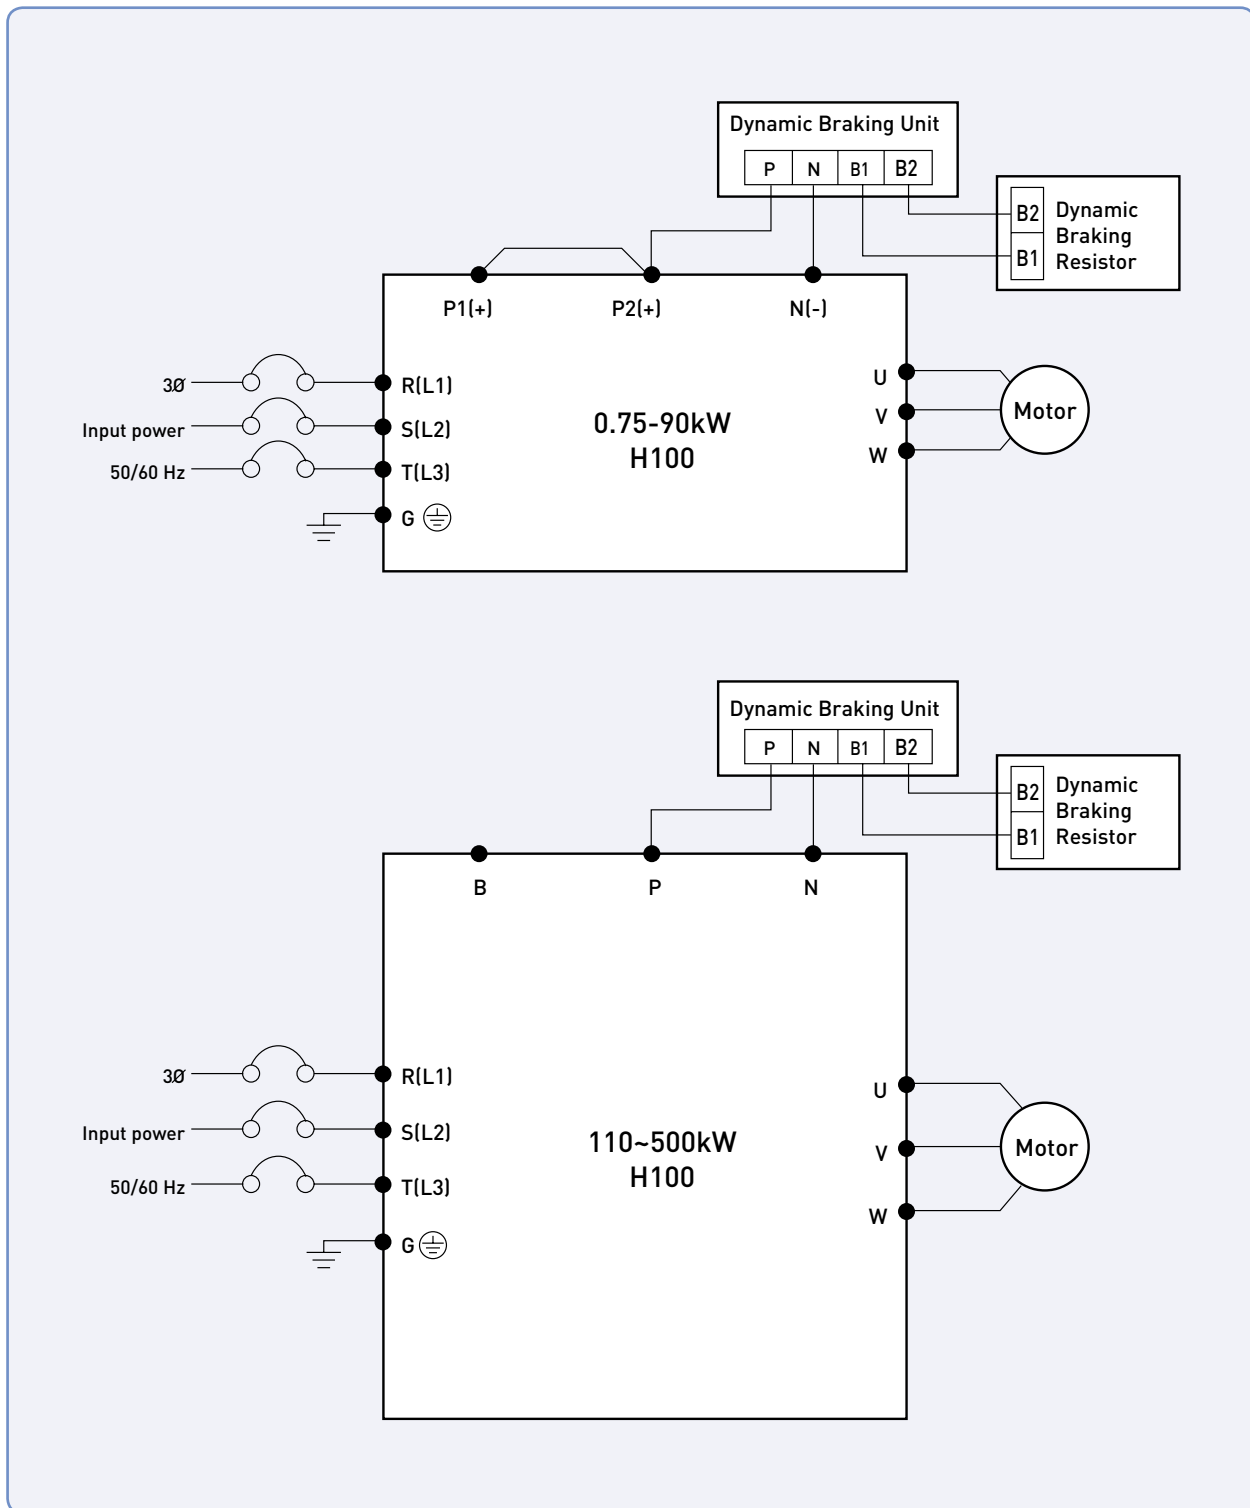 Dynamic Braking Unit
P N B1 B2
B2
B1
Dynamic
Braking
Resistor
P1(+) P2(+) N(-)
3Ø
Input power
50/60 Hz
R(L1)
S(L2)
T(L3)
G
0.75-90kW
H100
U
V
W
Motor
Dynamic Braking Unit
P N B1 B2
B2
B1
Dynamic
Braking
Resistor
B P N
3Ø
Input power
50/60 Hz
R(L1)
S(L2)
T(L3)
G
110~500kW
H100
U
V
W
Motor